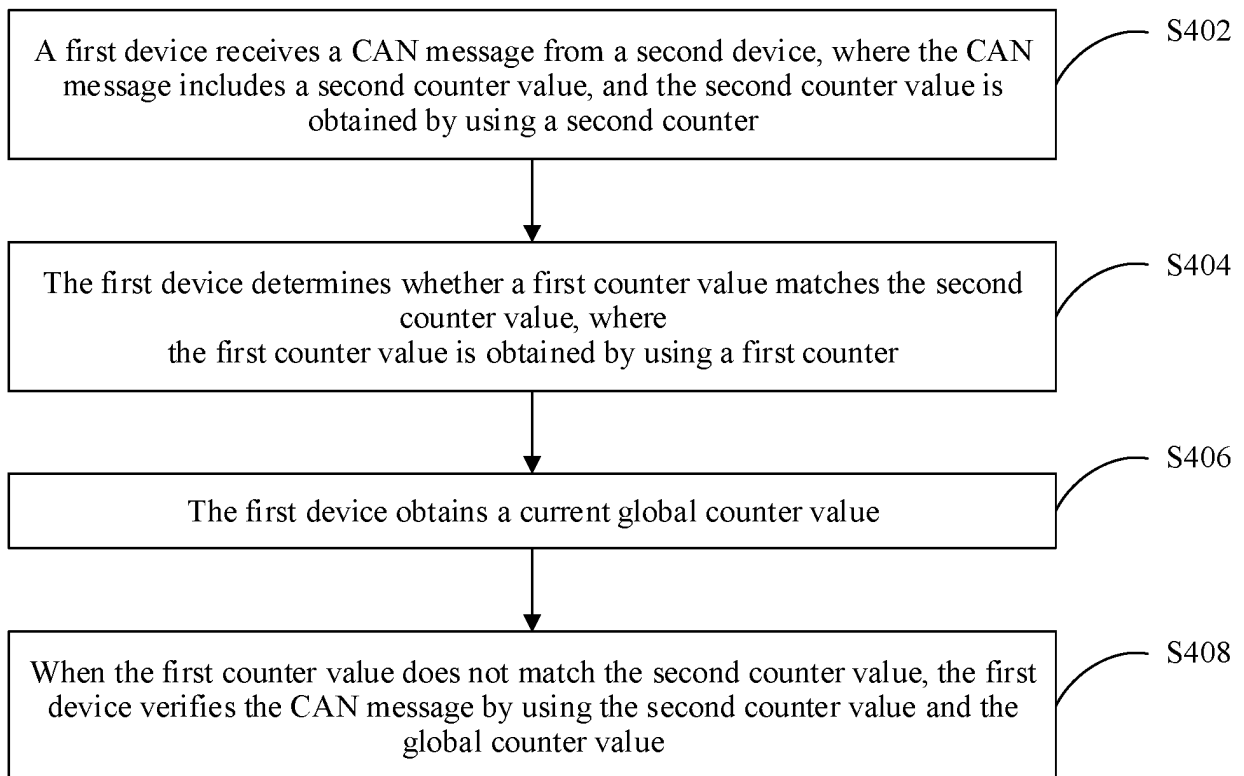 A first device receives a CAN message from a second device, where the CAN
message includes a second counter value, and the second counter value is
obtained by using a second counter
S402
The first device determines whether a first counter value matches the second
counter value, where
the first counter value is obtained by using a first counter
S404
The first device obtains a current global counter value
S406
When the first counter value does not match the second counter value, the first
device verifies the CAN message by using the second counter value and the
global counter value
S408